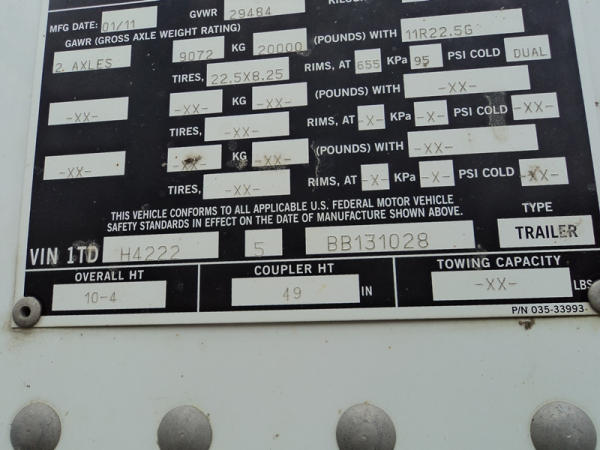 MFG DATE: 01/11 GVWR 29484
GAWR (GROSS AXLE WEIGHT RATING)
2 AXLES 9072 KG 20000 (POUNDS) WITH 11R22.5G
TIRES, 22.5X8.25 RIMS, AT 655 KPa 95 PSI COLD DUAL
-XX- -XX- KG -XX- (POUNDS) WITH -XX-
TIRES, -XX- RIMS, AT -X- KPa -X- PSI COLD -XX-
-XX- XX- KG -XX- (POUNDS) WITH -XX-
TIRES, -XX- RIMS, AT -X- KPa -X- PSI COLD -XX-
THIS VEHICLE CONFORMS TO ALL APPLICABLE U.S. FEDERAL MOTOR VEHICLE
SAFETY STANDARDS IN EFFECT ON THE DATE OF MANUFACTURE SHOWN ABOVE.
TYPE
VIN 1TD H4222 5 BB131028 TRAILER
OVERALL HT COUPLER HT TOWING CAPACITY
10-4 49 IN -XX- LBS
P/N 035-33993-